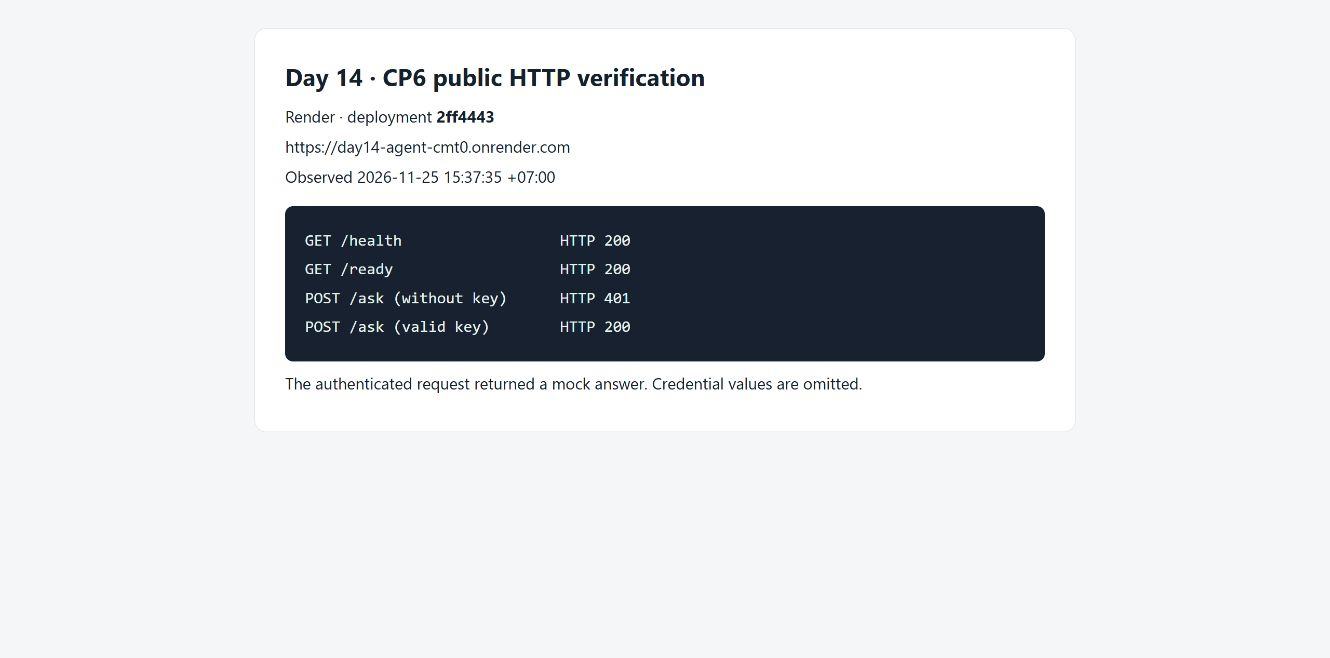 Day 14 · CP6 public HTTP verification
Render · deployment 2ff4443
https://day14-agent-cmt0.onrender.com
Observed 2026-11-25 15:37:35 +07:00
GET /health HTTP 200
GET /ready HTTP 200
POST /ask (without key) HTTP 401
POST /ask (valid key) HTTP 200
The authenticated request returned a mock answer. Credential values are omitted.